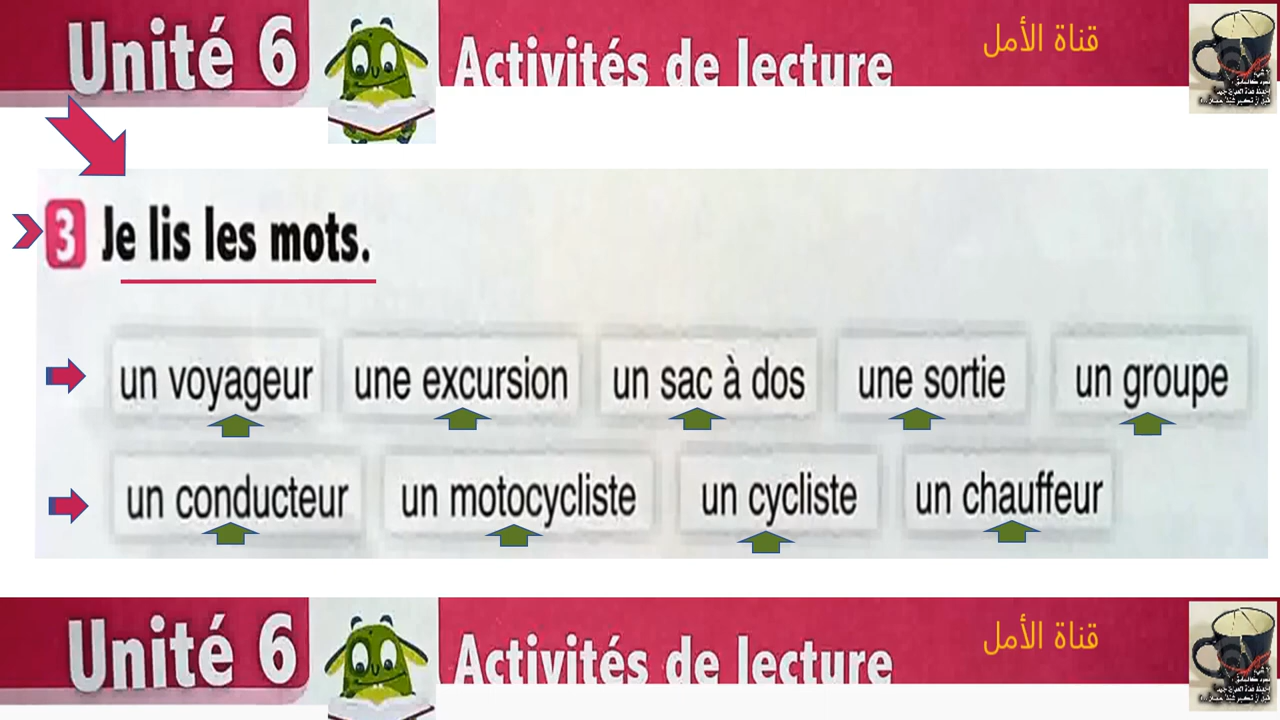 Unité 6 Activités de lecture قناة الأمل
3 Je lis les mots.
un voyageur une excursion un sac à dos une sortie un groupe
un conducteur un motocycliste un cycliste un chauffeur
Unité 6 Activités de lecture قناة الأمل